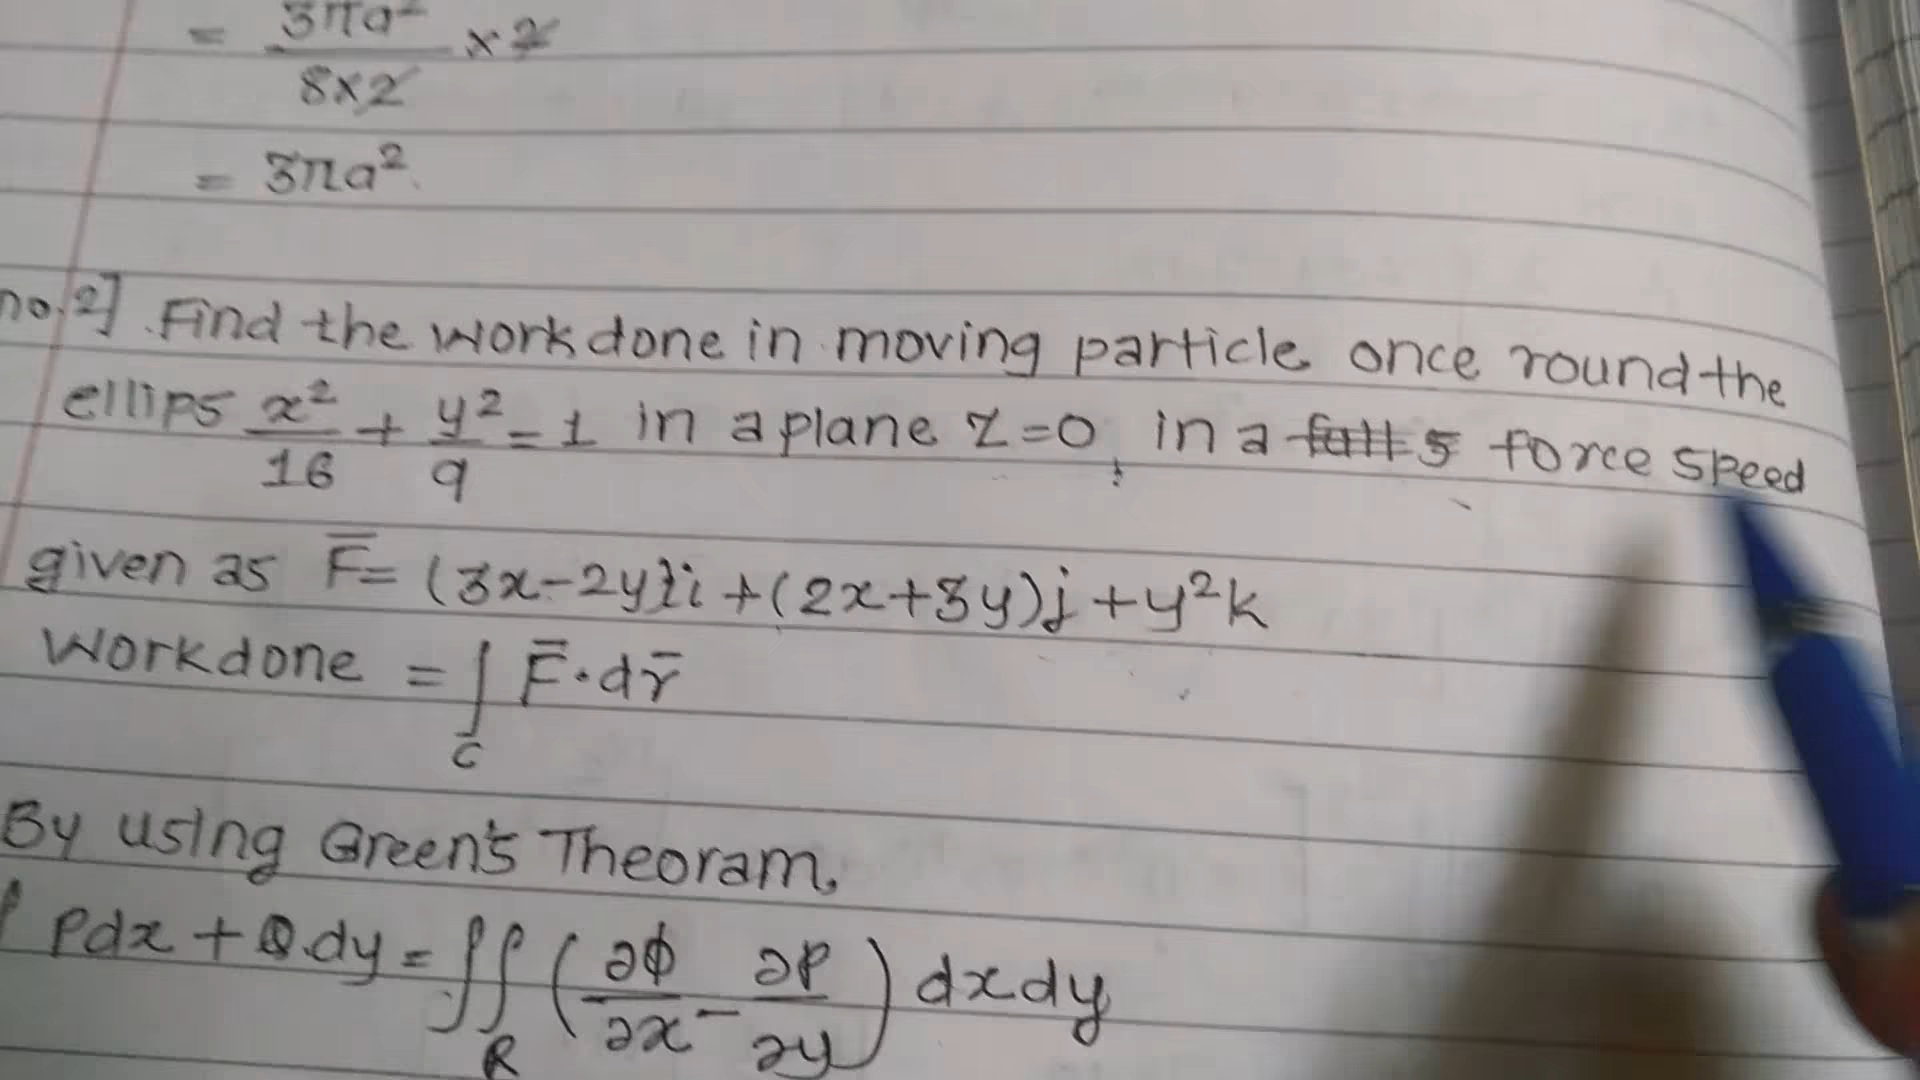 = 3πa² / 8×2 × 2
= 3πa².
no.2] Find the workdone in moving particle once round the
ellips x²/16 + y²/9 = 1 in a plane z=0, in a force speed
given as F̄ = (3x-2y)i + (2x+3y)j + y²k
Workdone = ∫_C F̄·dr̄
By using Green's Theoram,
∫ Pdx + Q.dy = ∬_R (∂ϕ/∂x - ∂P/∂y) dxdy